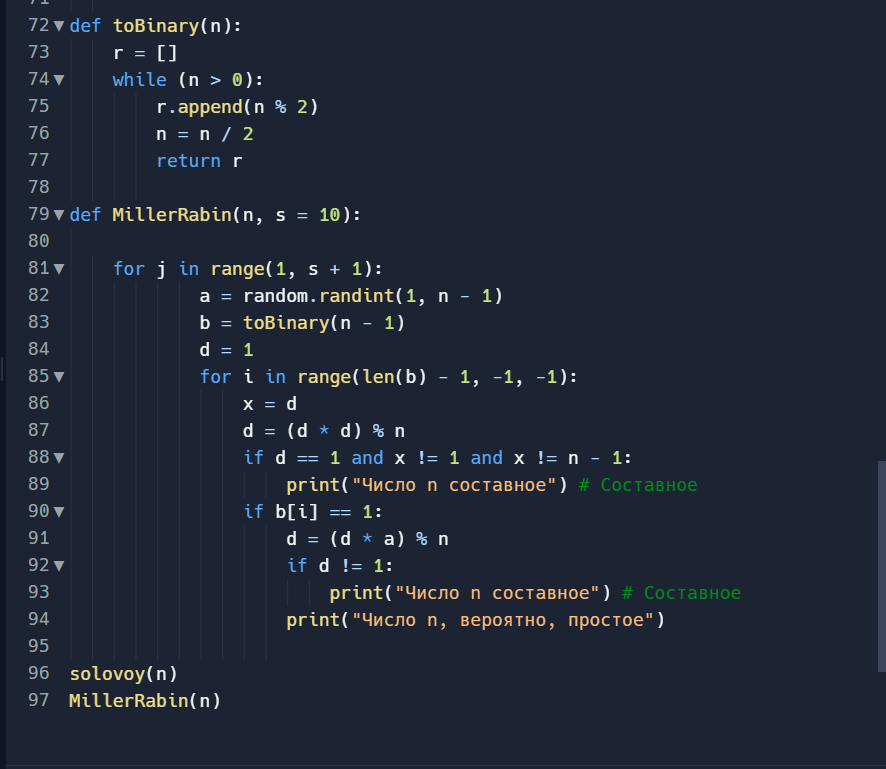 71
72 def toBinary(n):
73     r = []
74     while (n > 0):
75         r.append(n % 2)
76         n = n / 2
77         return r
78
79 def MillerRabin(n, s = 10):
80
81     for j in range(1, s + 1):
82             a = random.randint(1, n - 1)
83             b = toBinary(n - 1)
84             d = 1
85             for i in range(len(b) - 1, -1, -1):
86                 x = d
87                 d = (d * d) % n
88                 if d == 1 and x != 1 and x != n - 1:
89                     print("Число n составное") # Составное
90                 if b[i] == 1:
91                     d = (d * a) % n
92                     if d != 1:
93                         print("Число n составное") # Составное
94                     print("Число n, вероятно, простое")
95
96 solovoy(n)
97 MillerRabin(n)